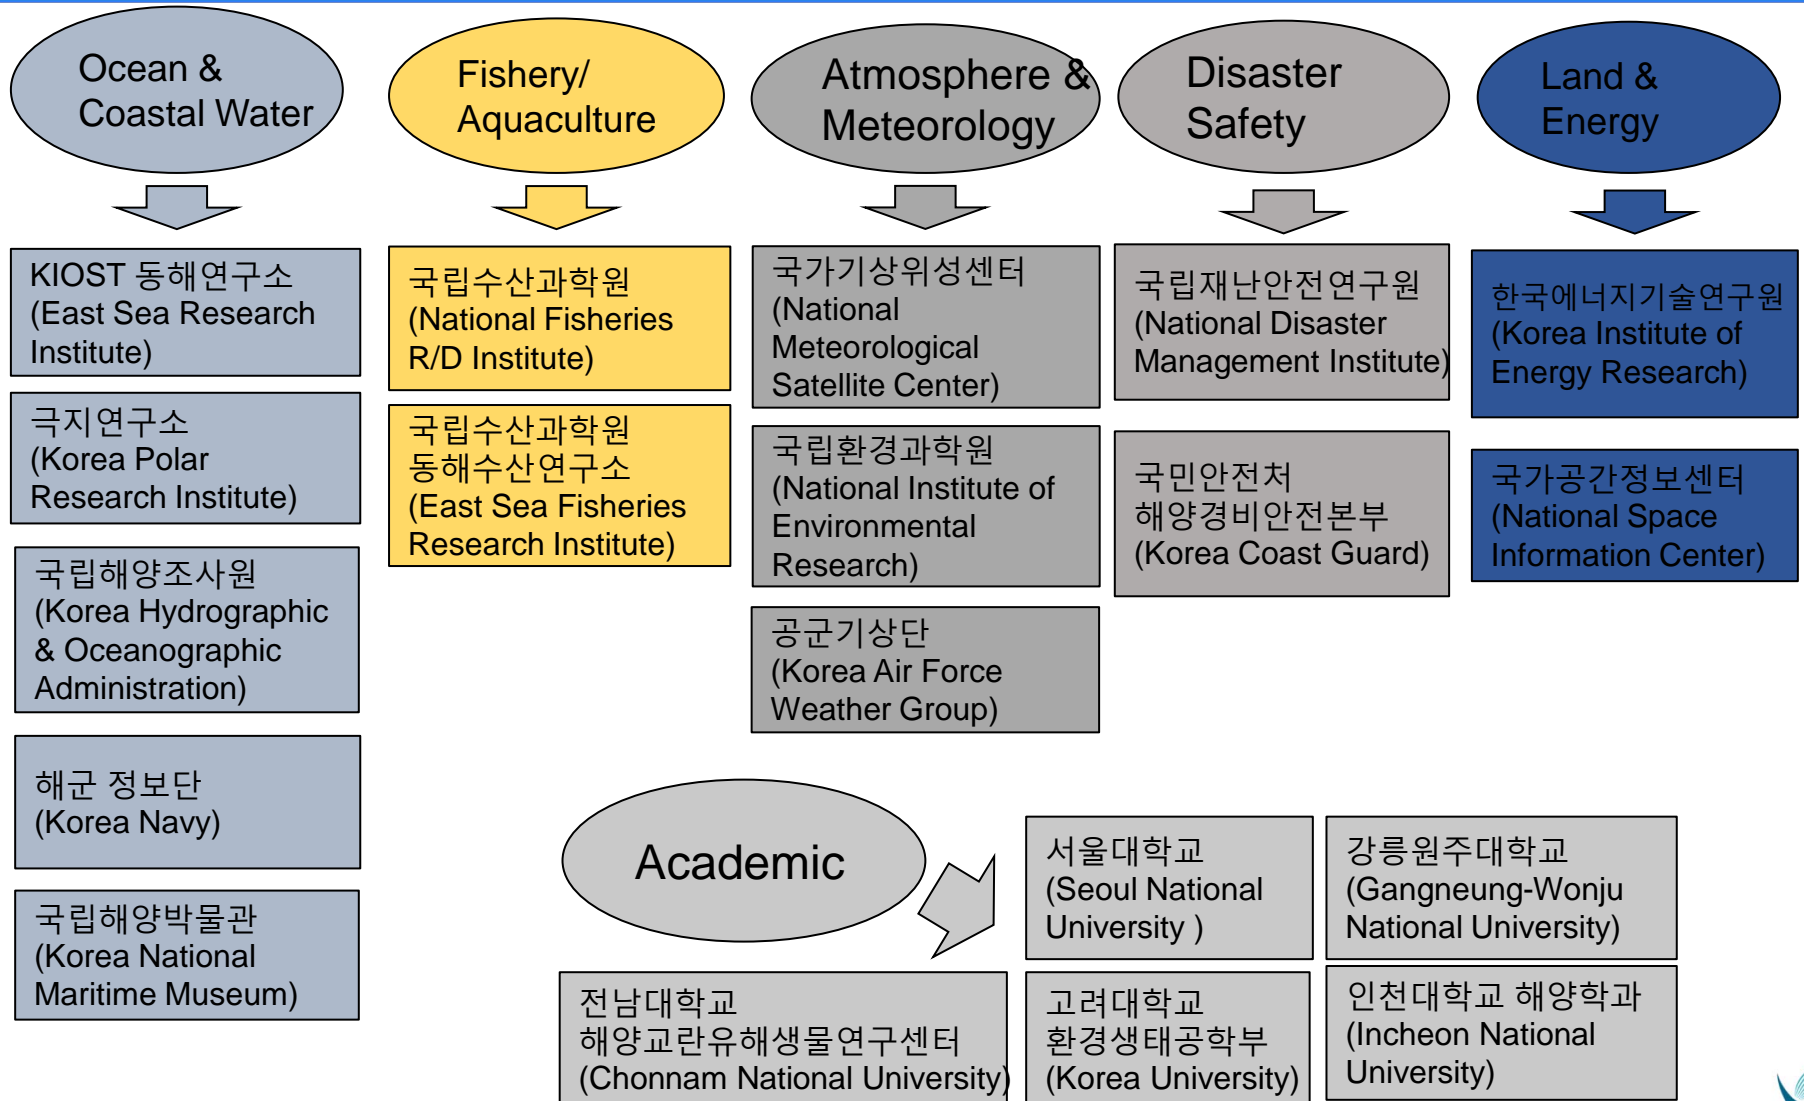 Ocean &
Coastal Water
Fishery/
Aquaculture
Atmosphere &
Meteorology
Disaster
Safety
Land &
Energy
KIOST 동해연구소
(East Sea Research
Institute)
극지연구소
(Korea Polar
Research Institute)
국립해양조사원
(Korea Hydrographic
& Oceanographic
Administration)
해군 정보단
(Korea Navy)
국립해양박물관
(Korea National
Maritime Museum)
국립수산과학원
(National Fisheries
R/D Institute)
국립수산과학원
동해수산연구소
(East Sea Fisheries
Research Institute)
국가기상위성센터
(National
Meteorological
Satellite Center)
국립환경과학원
(National Institute of
Environmental
Research)
공군기상단
(Korea Air Force
Weather Group)
국립재난안전연구원
(National Disaster
Management Institute)
국민안전처
해양경비안전본부
(Korea Coast Guard)
한국에너지기술연구원
(Korea Institute of
Energy Research)
국가공간정보센터
(National Space
Information Center)
Academic
서울대학교
(Seoul National
University )
강릉원주대학교
(Gangneung-Wonju
National University)
전남대학교
해양교란유해생물연구센터
(Chonnam National University)
고려대학교
환경생태공학부
(Korea University)
인천대학교 해양학과
(Incheon National
University)